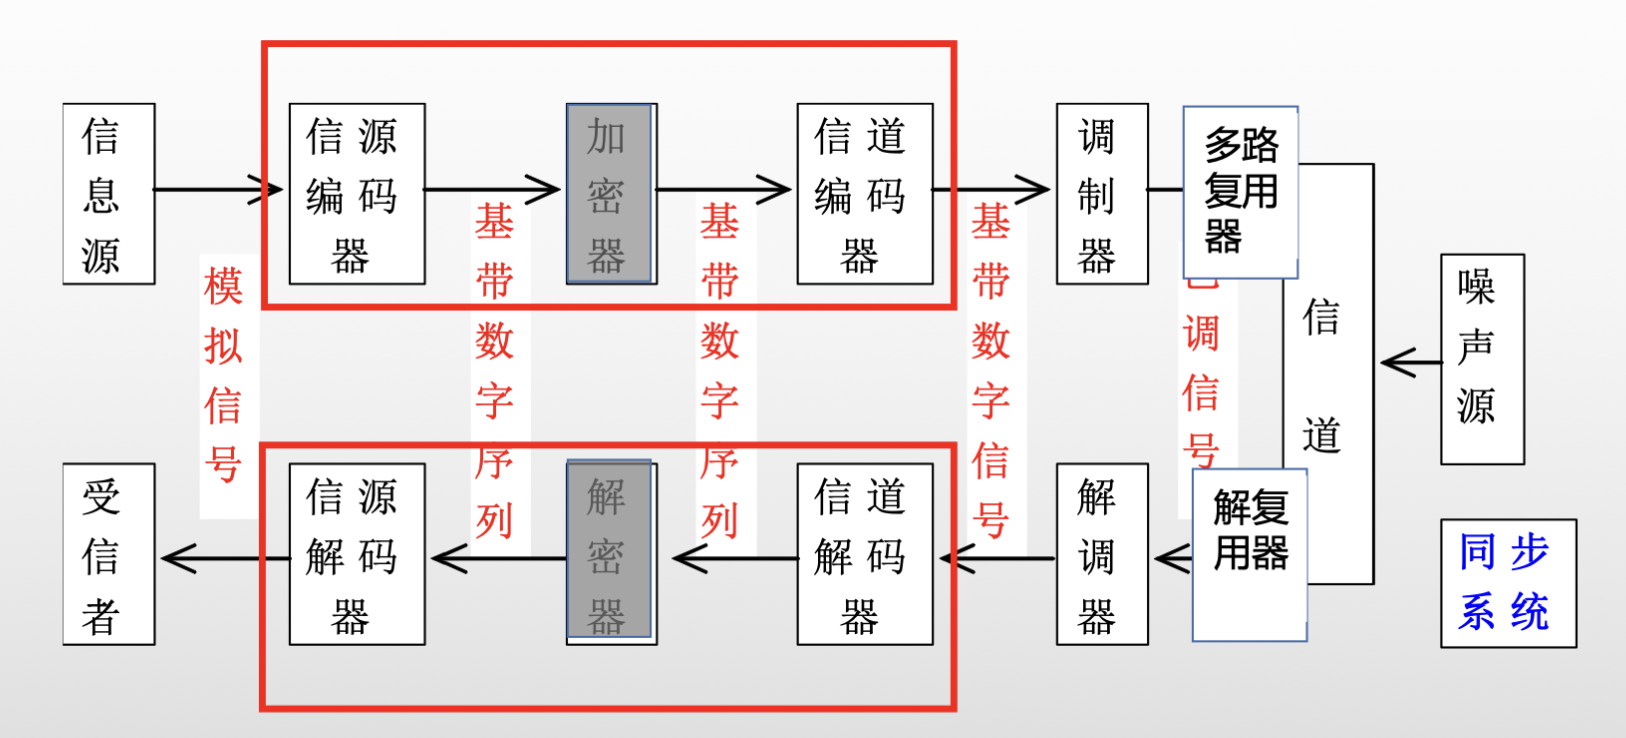 信息源
信源编码器
加密器
信道编码器
调制器
多路
复用
器
模拟信号
基带数字序列
基带数字序列
基带数字信号
调信号
信道
噪声源
受信者
信源解码器
解密器
信道解码器
解调器
解复
用器
同步
系统